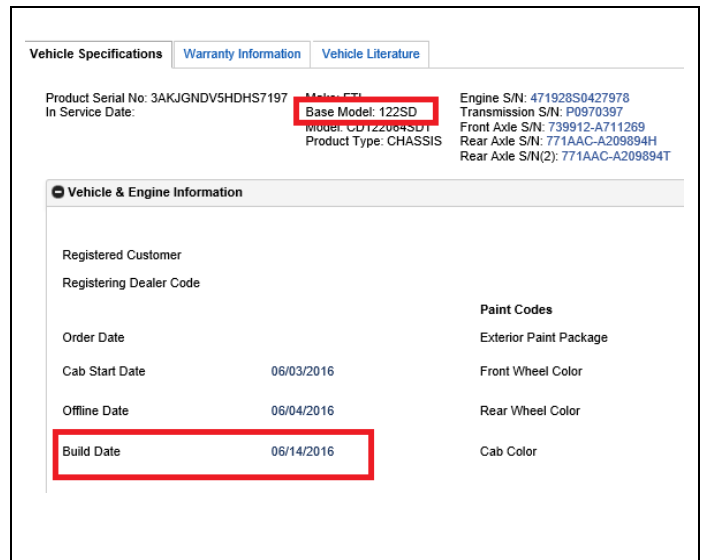 Vehicle Specifications Warranty Information Vehicle Literature
Product Serial No: 3AKJGNDV5HDHS7197
In Service Date:
Base Model: 122SD
Product Type: CHASSIS
Engine S/N: 471928S0427978
Transmission S/N: P0970397
Front Axle S/N: 739912-A711269
Rear Axle S/N: 771AAC-A209894H
Rear Axle S/N(2): 771AAC-A209894T
Vehicle & Engine Information
Registered Customer
Registering Dealer Code
Paint Codes
Order Date Exterior Paint Package
Cab Start Date 06/03/2016 Front Wheel Color
Offline Date 06/04/2016 Rear Wheel Color
Build Date 06/14/2016 Cab Color